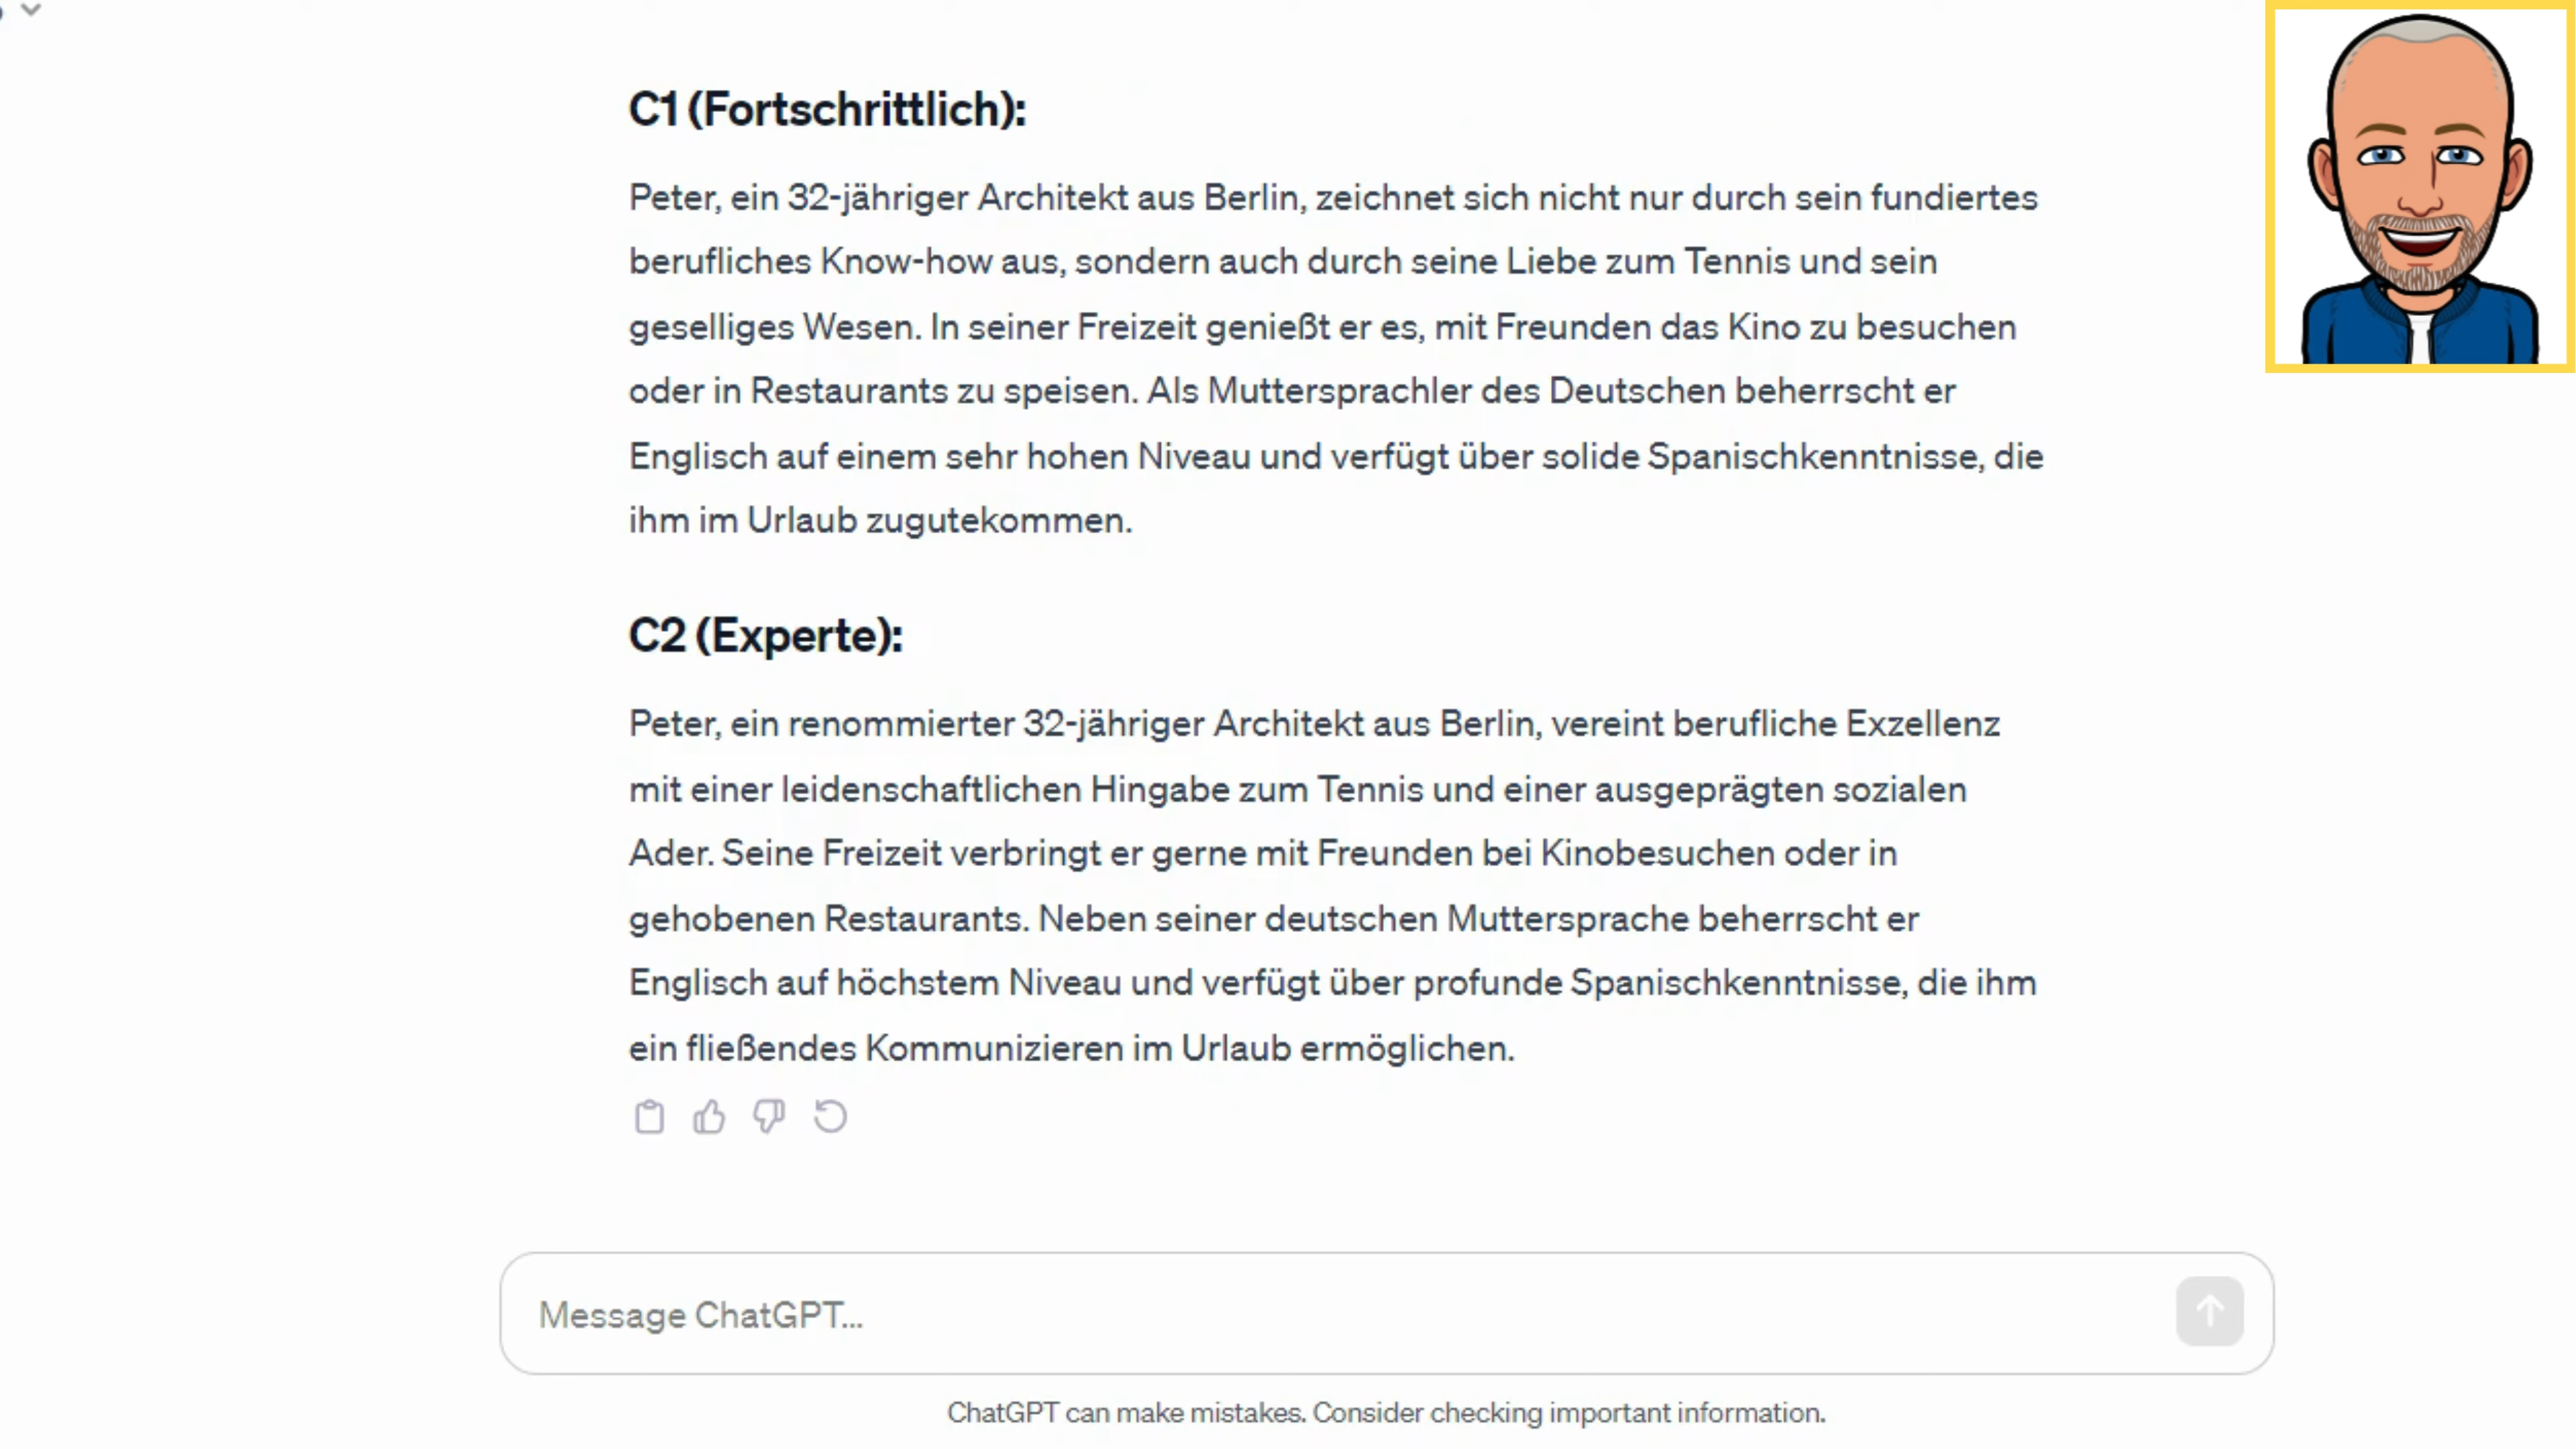 C1 (Fortschrittlich):
Peter, ein 32-jähriger Architekt aus Berlin, zeichnet sich nicht nur durch sein fundiertes
berufliches Know-how aus, sondern auch durch seine Liebe zum Tennis und sein
geselliges Wesen. In seiner Freizeit genießt er es, mit Freunden das Kino zu besuchen
oder in Restaurants zu speisen. Als Muttersprachler des Deutschen beherrscht er
Englisch auf einem sehr hohen Niveau und verfügt über solide Spanischkenntnisse, die
ihm im Urlaub zugutekommen.
C2 (Experte):
Peter, ein renommierter 32-jähriger Architekt aus Berlin, vereint berufliche Exzellenz
mit einer leidenschaftlichen Hingabe zum Tennis und einer ausgeprägten sozialen
Ader. Seine Freizeit verbringt er gerne mit Freunden bei Kinobesuchen oder in
gehobenen Restaurants. Neben seiner deutschen Muttersprache beherrscht er
Englisch auf höchstem Niveau und verfügt über profunde Spanischkenntnisse, die ihm
ein fließendes Kommunizieren im Urlaub ermöglichen.
Message ChatGPT...
ChatGPT can make mistakes. Consider checking important information.